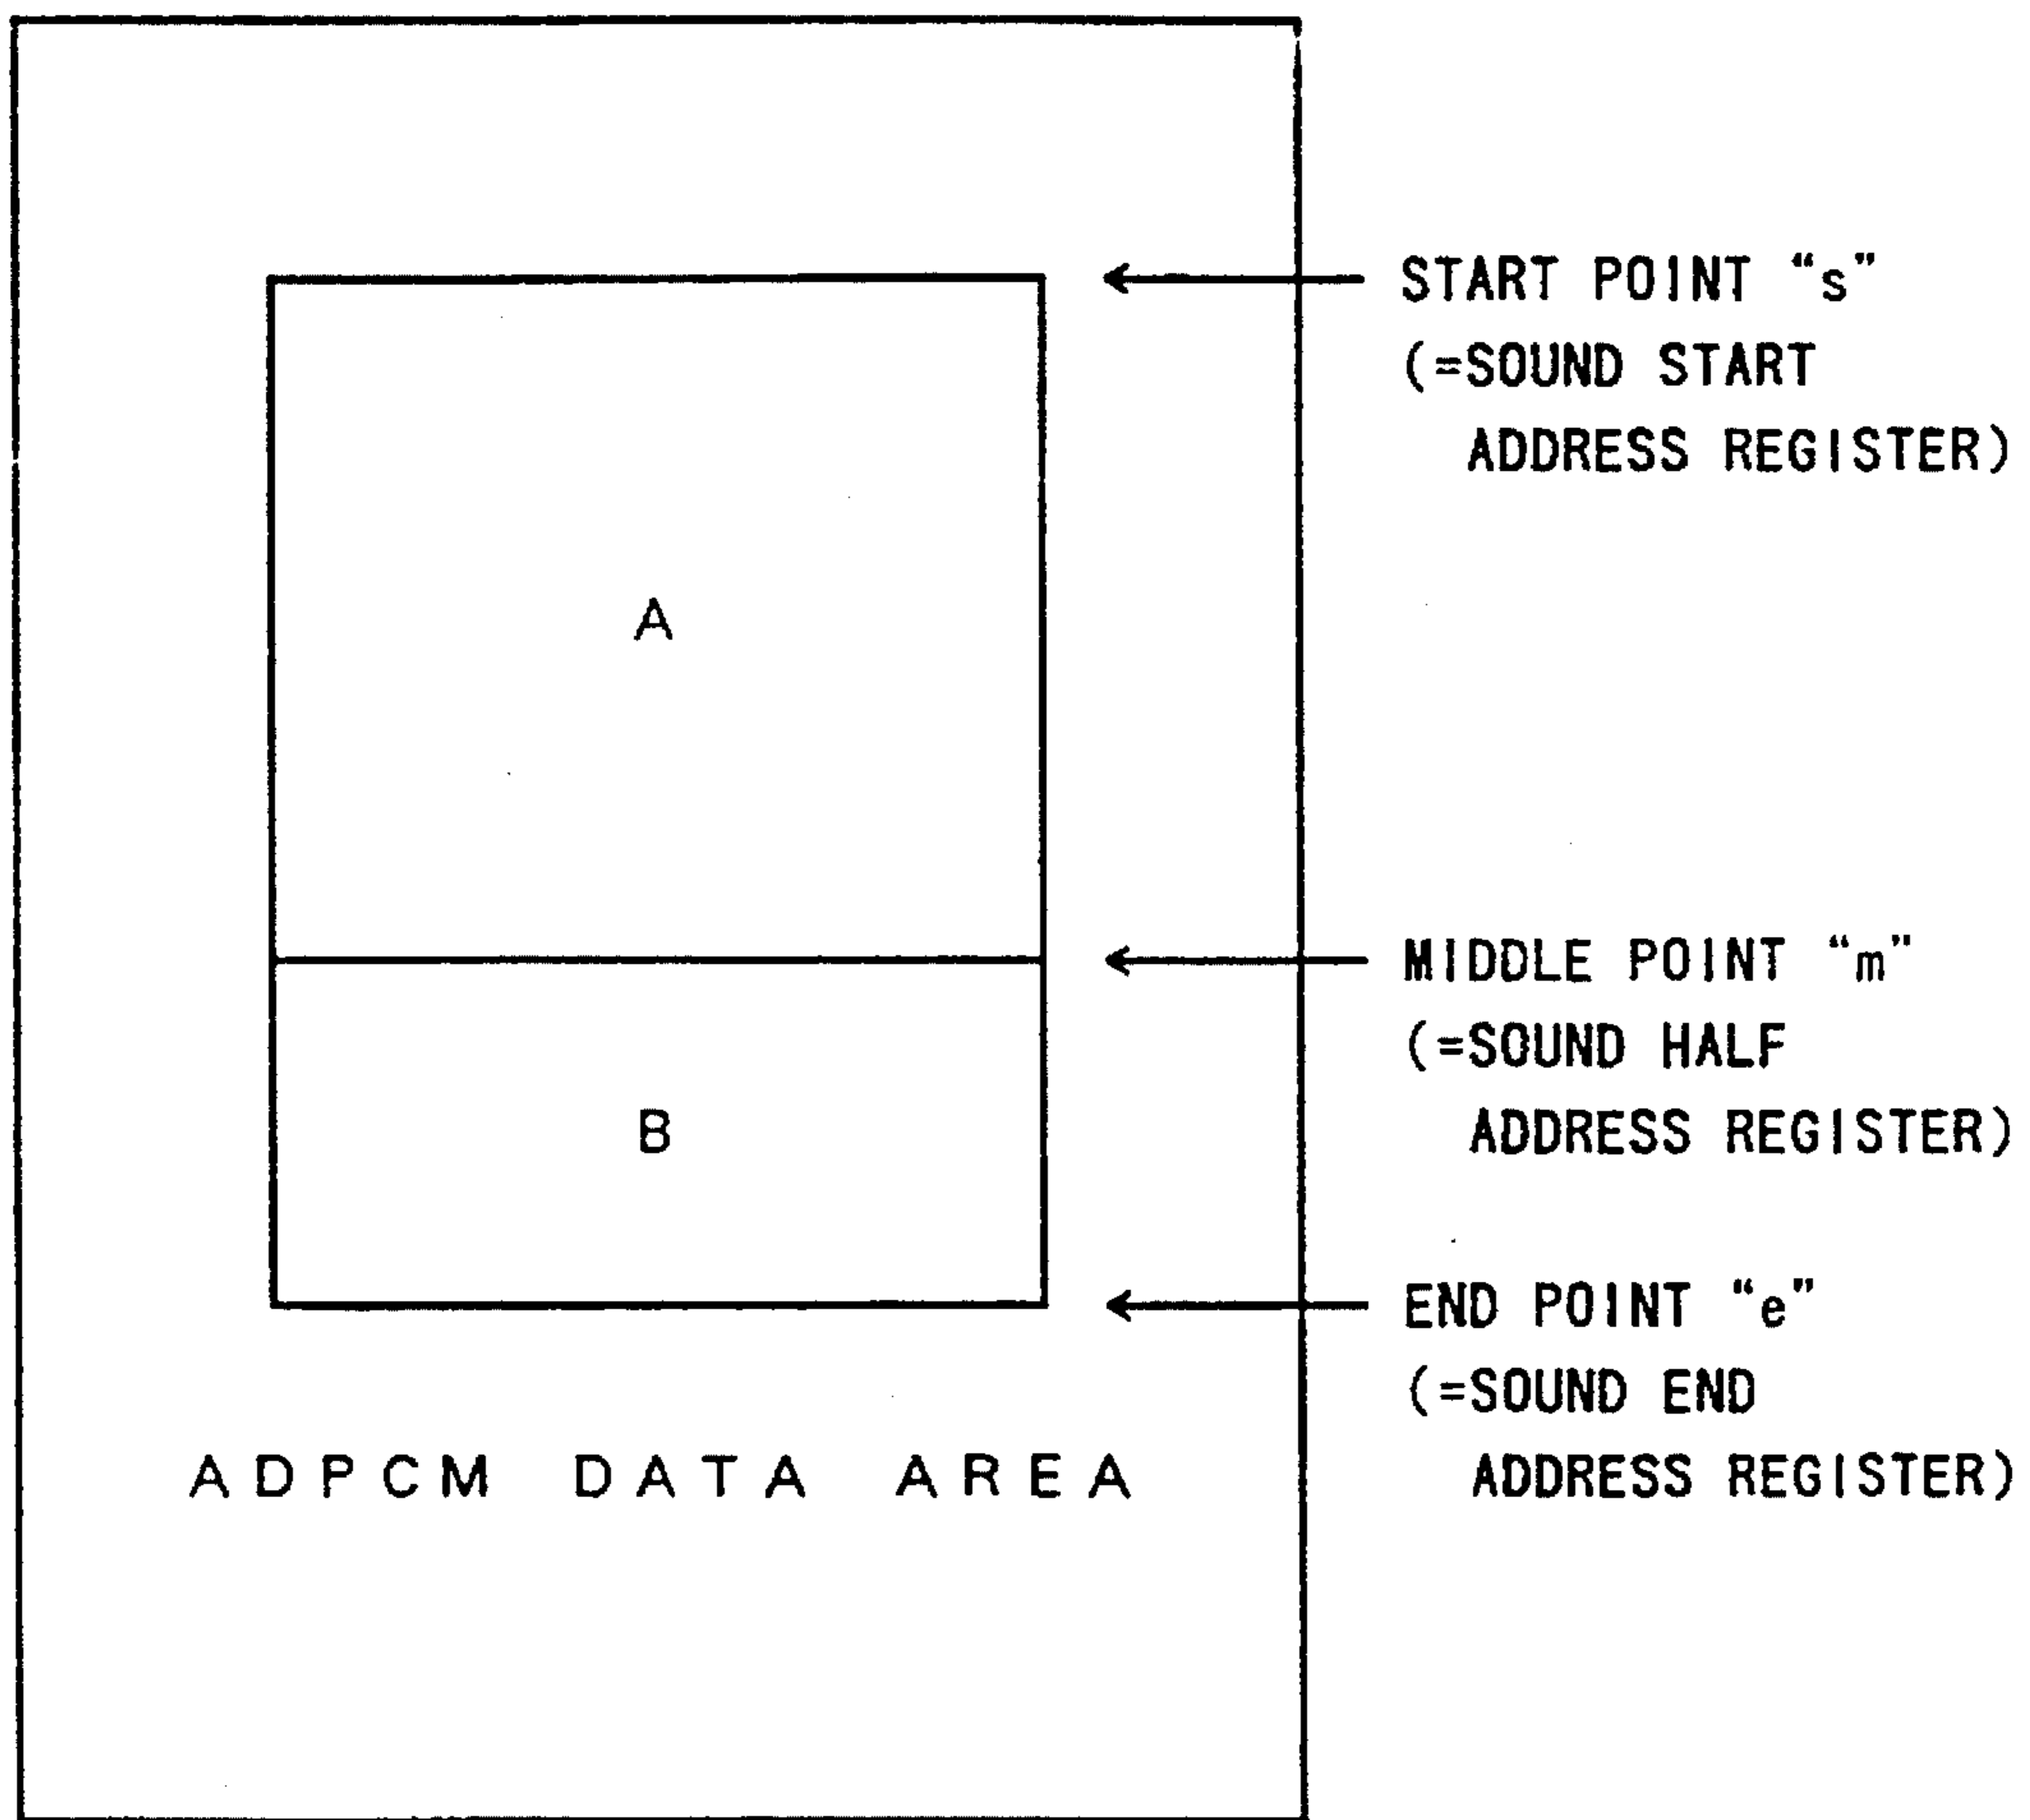 START POINT “s”
(=SOUND START
ADDRESS REGISTER)
A
MIDDLE POINT “m”
(=SOUND HALF
ADDRESS REGISTER)
B
END POINT “e”
(=SOUND END
ADDRESS REGISTER)
ADPCM DATA AREA